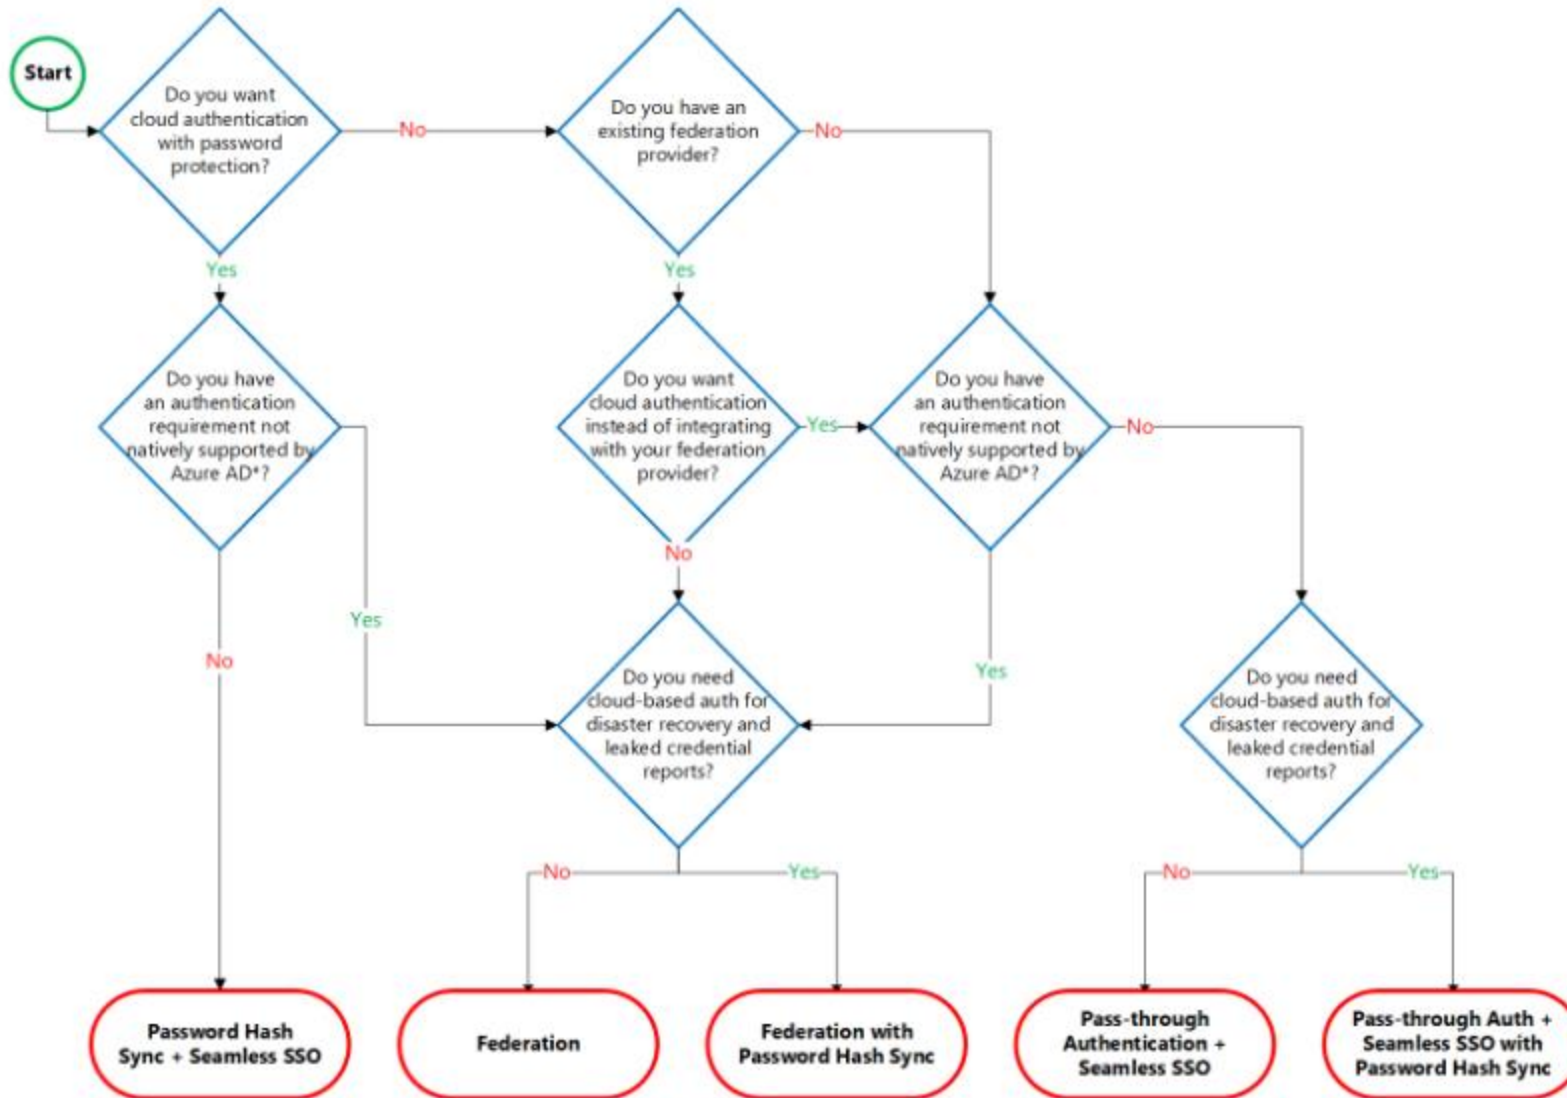 Start
Do you want
cloud authentication
with password
protection?
No
Do you have an
existing federation
provider?
No
Yes
Yes
Do you have
an authentication
requirement not
natively supported by
Azure AD*?
Do you want
cloud authentication
instead of integrating
with your federation
provider?
Yes
Do you have
an authentication
requirement not
natively supported by
Azure AD*?
No
No
Yes
No
Yes
Do you need
cloud-based auth for
disaster recovery and
leaked credential
reports?
Do you need
cloud-based auth for
disaster recovery and
leaked credential
reports?
No
Yes
No
Yes
Password Hash
Sync + Seamless SSO
Federation
Federation with
Password Hash Sync
Pass-through
Authentication +
Seamless SSO
Pass-through Auth +
Seamless SSO with
Password Hash Sync